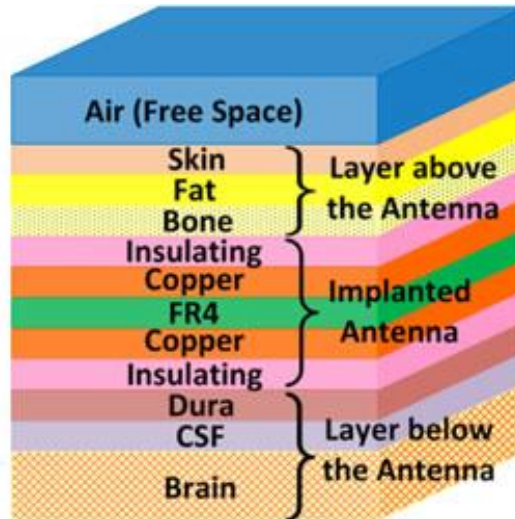 Air (Free Space)
Skin
Fat
Bone
Layer above
the Antenna
Insulating
Copper
FR4
Copper
Insulating
Implanted
Antenna
Dura
CSF
Brain
Layer below
the Antenna